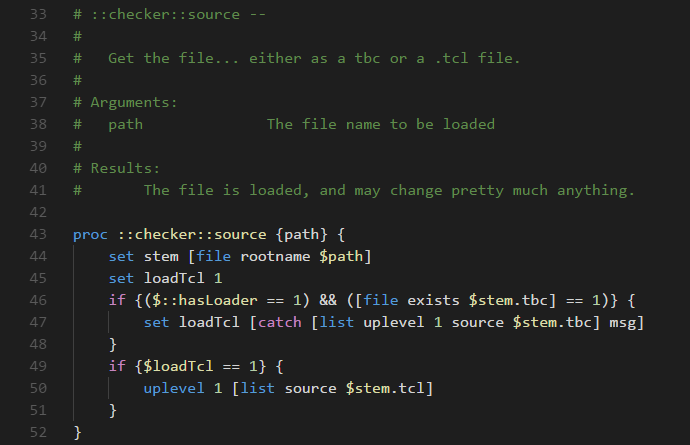 33 # ::checker::source --
34 #
35 #   Get the file... either as a tbc or a .tcl file.
36 #
37 # Arguments:
38 #   path              The file name to be loaded
39 #
40 # Results:
41 #       The file is loaded, and may change pretty much anything.
42
43 proc ::checker::source {path} {
44     set stem [file rootname $path]
45     set loadTcl 1
46     if {($::hasLoader == 1) && ([file exists $stem.tbc] == 1)} {
47         set loadTcl [catch [list uplevel 1 source $stem.tbc] msg]
48     }
49     if {$loadTcl == 1} {
50         uplevel 1 [list source $stem.tcl]
51     }
52 }